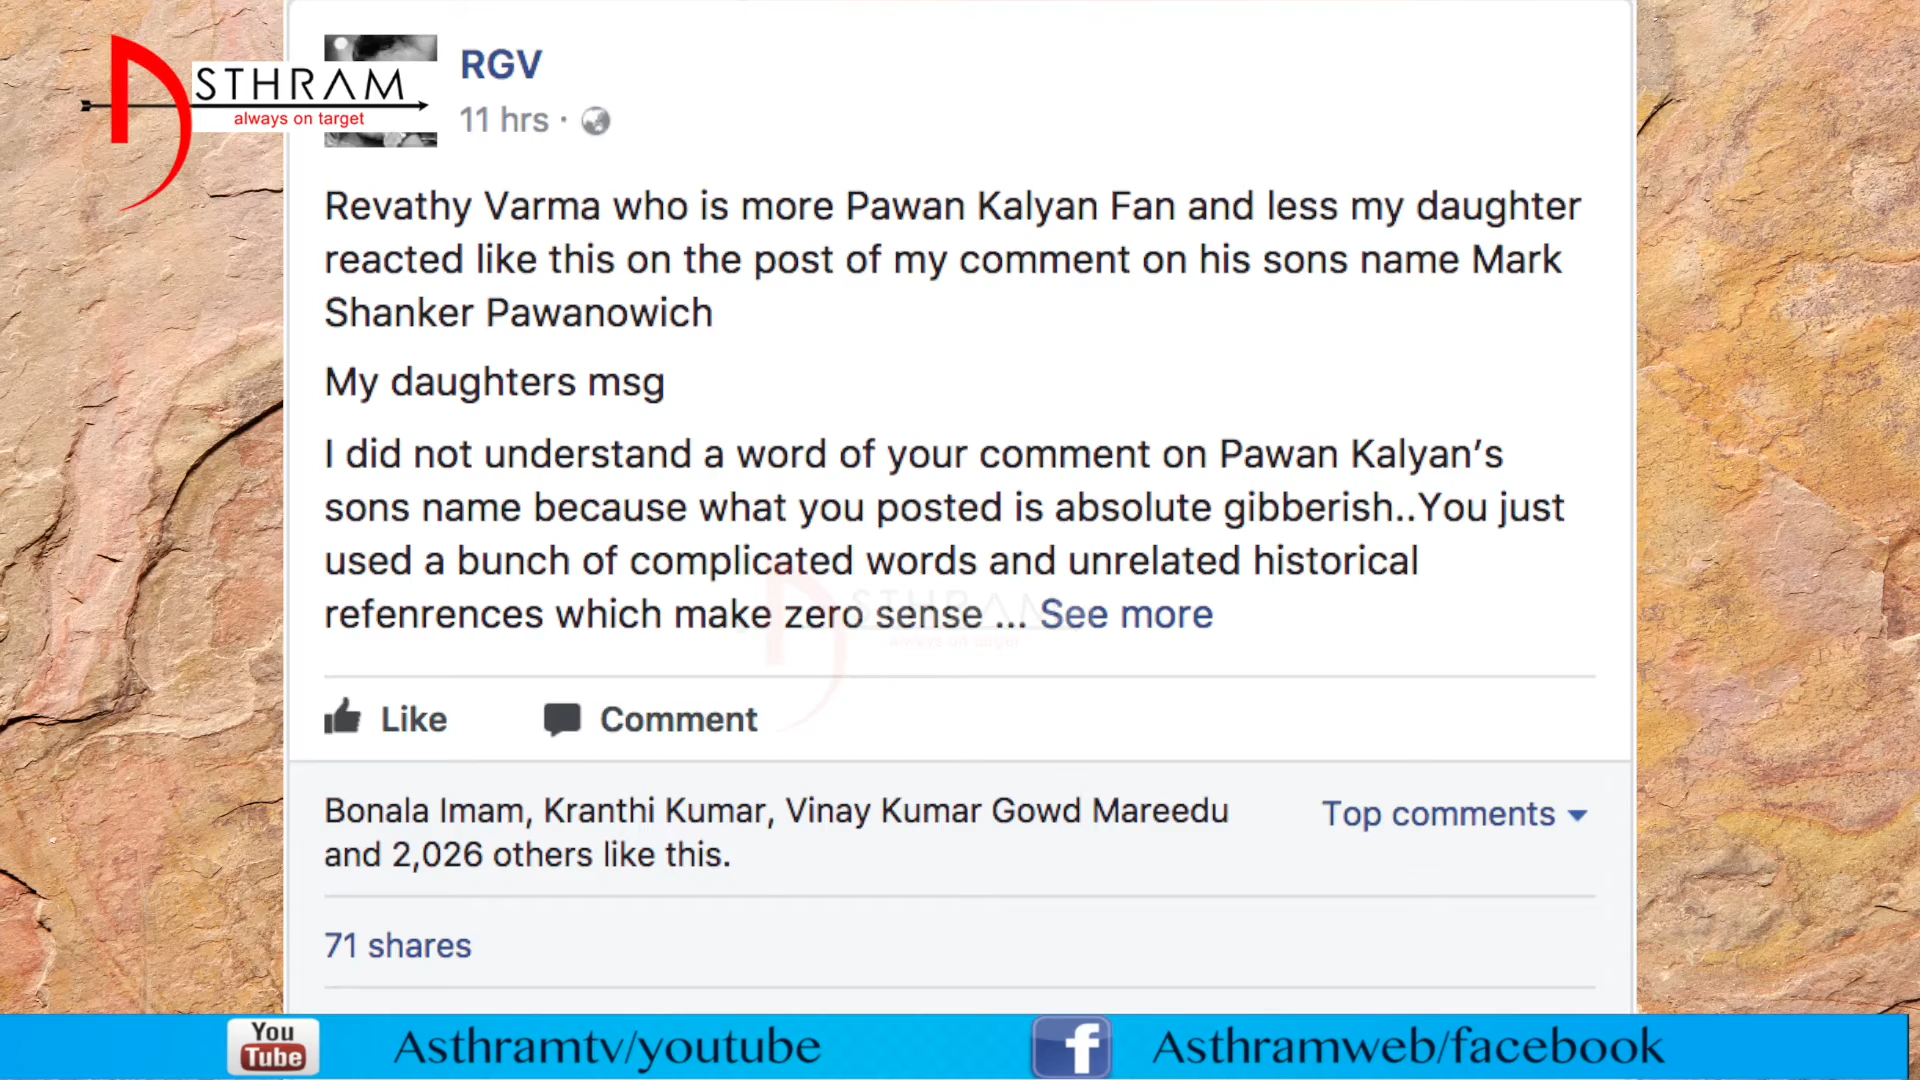 STHRAM
always on target
RGV
11 hrs ·
Revathy Varma who is more Pawan Kalyan Fan and less my daughter
reacted like this on the post of my comment on his sons name Mark
Shanker Pawanowich
My daughters msg
I did not understand a word of your comment on Pawan Kalyan’s
sons name because what you posted is absolute gibberish..You just
used a bunch of complicated words and unrelated historical
refenrences which make zero sense ... See more
STHRAM
always on target
Like Comment
Bonala Imam, Kranthi Kumar, Vinay Kumar Gowd Mareedu
and 2,026 others like this.
Top comments
71 shares
You
Tube
Asthramtv/youtube
f
Asthramweb/facebook